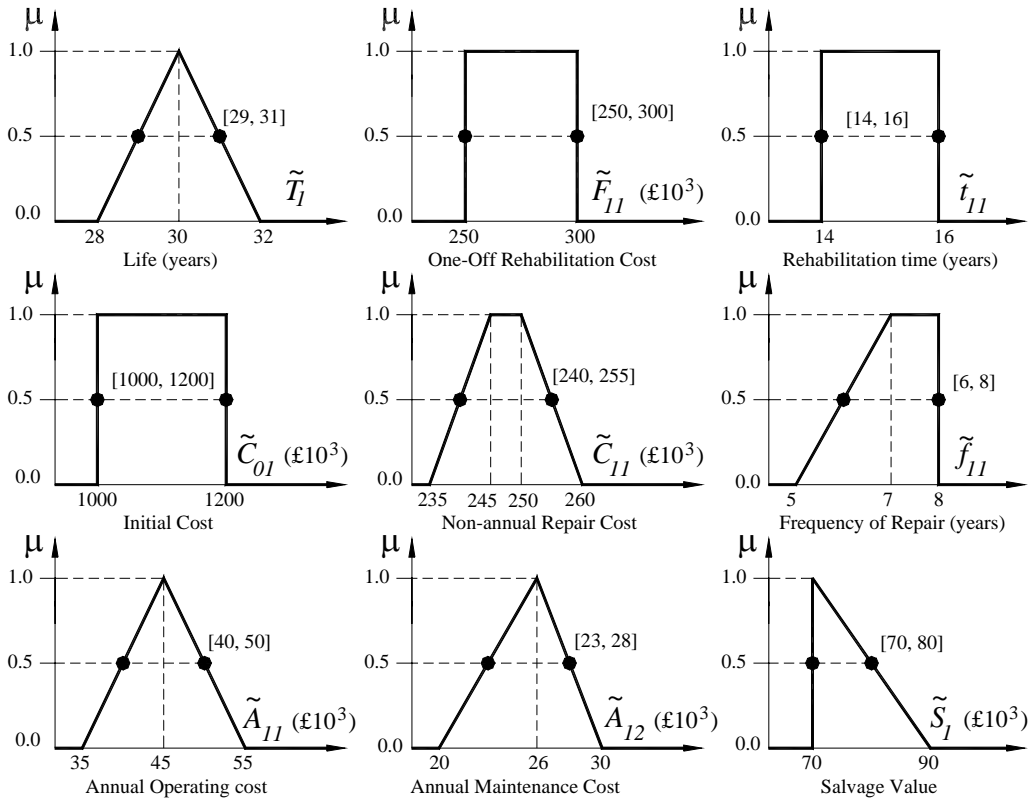 μ
1.0
0.5
0.0
[29, 31]
T̃1
28 30 32
Life (years)
μ
1.0
0.5
0.0
[250, 300]
F̃11 (£10³)
250 300
One-Off Rehabilitation Cost
μ
1.0
0.5
0.0
[14, 16]
t̃11
14 16
Rehabilitation time (years)
μ
1.0
0.5
0.0
[1000, 1200]
C̃01 (£10³)
1000 1200
Initial Cost
μ
1.0
0.5
0.0
[240, 255]
C̃11 (£10³)
235 245 250 260
Non-annual Repair Cost
μ
1.0
0.5
0.0
[6, 8]
f̃11
5 7 8
Frequency of Repair (years)
μ
1.0
0.5
0.0
[40, 50]
Ã11 (£10³)
35 45 55
Annual Operating cost
μ
1.0
0.5
0.0
[23, 28]
Ã12 (£10³)
20 26 30
Annual Maintenance Cost
μ
1.0
0.5
0.0
[70, 80]
S̃1 (£10³)
70 90
Salvage Value